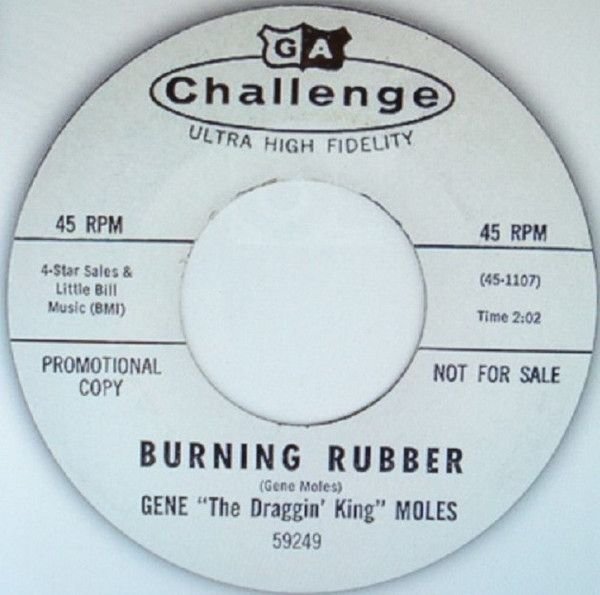 GA
Challenge
ULTRA HIGH FIDELITY
45 RPM
45 RPM
4-Star Sales &
Little Bill
Music (BMI)
(45-1107)
Time 2:02
PROMOTIONAL
COPY
NOT FOR SALE
BURNING RUBBER
(Gene Moles)
GENE "The Draggin' King" MOLES
59249